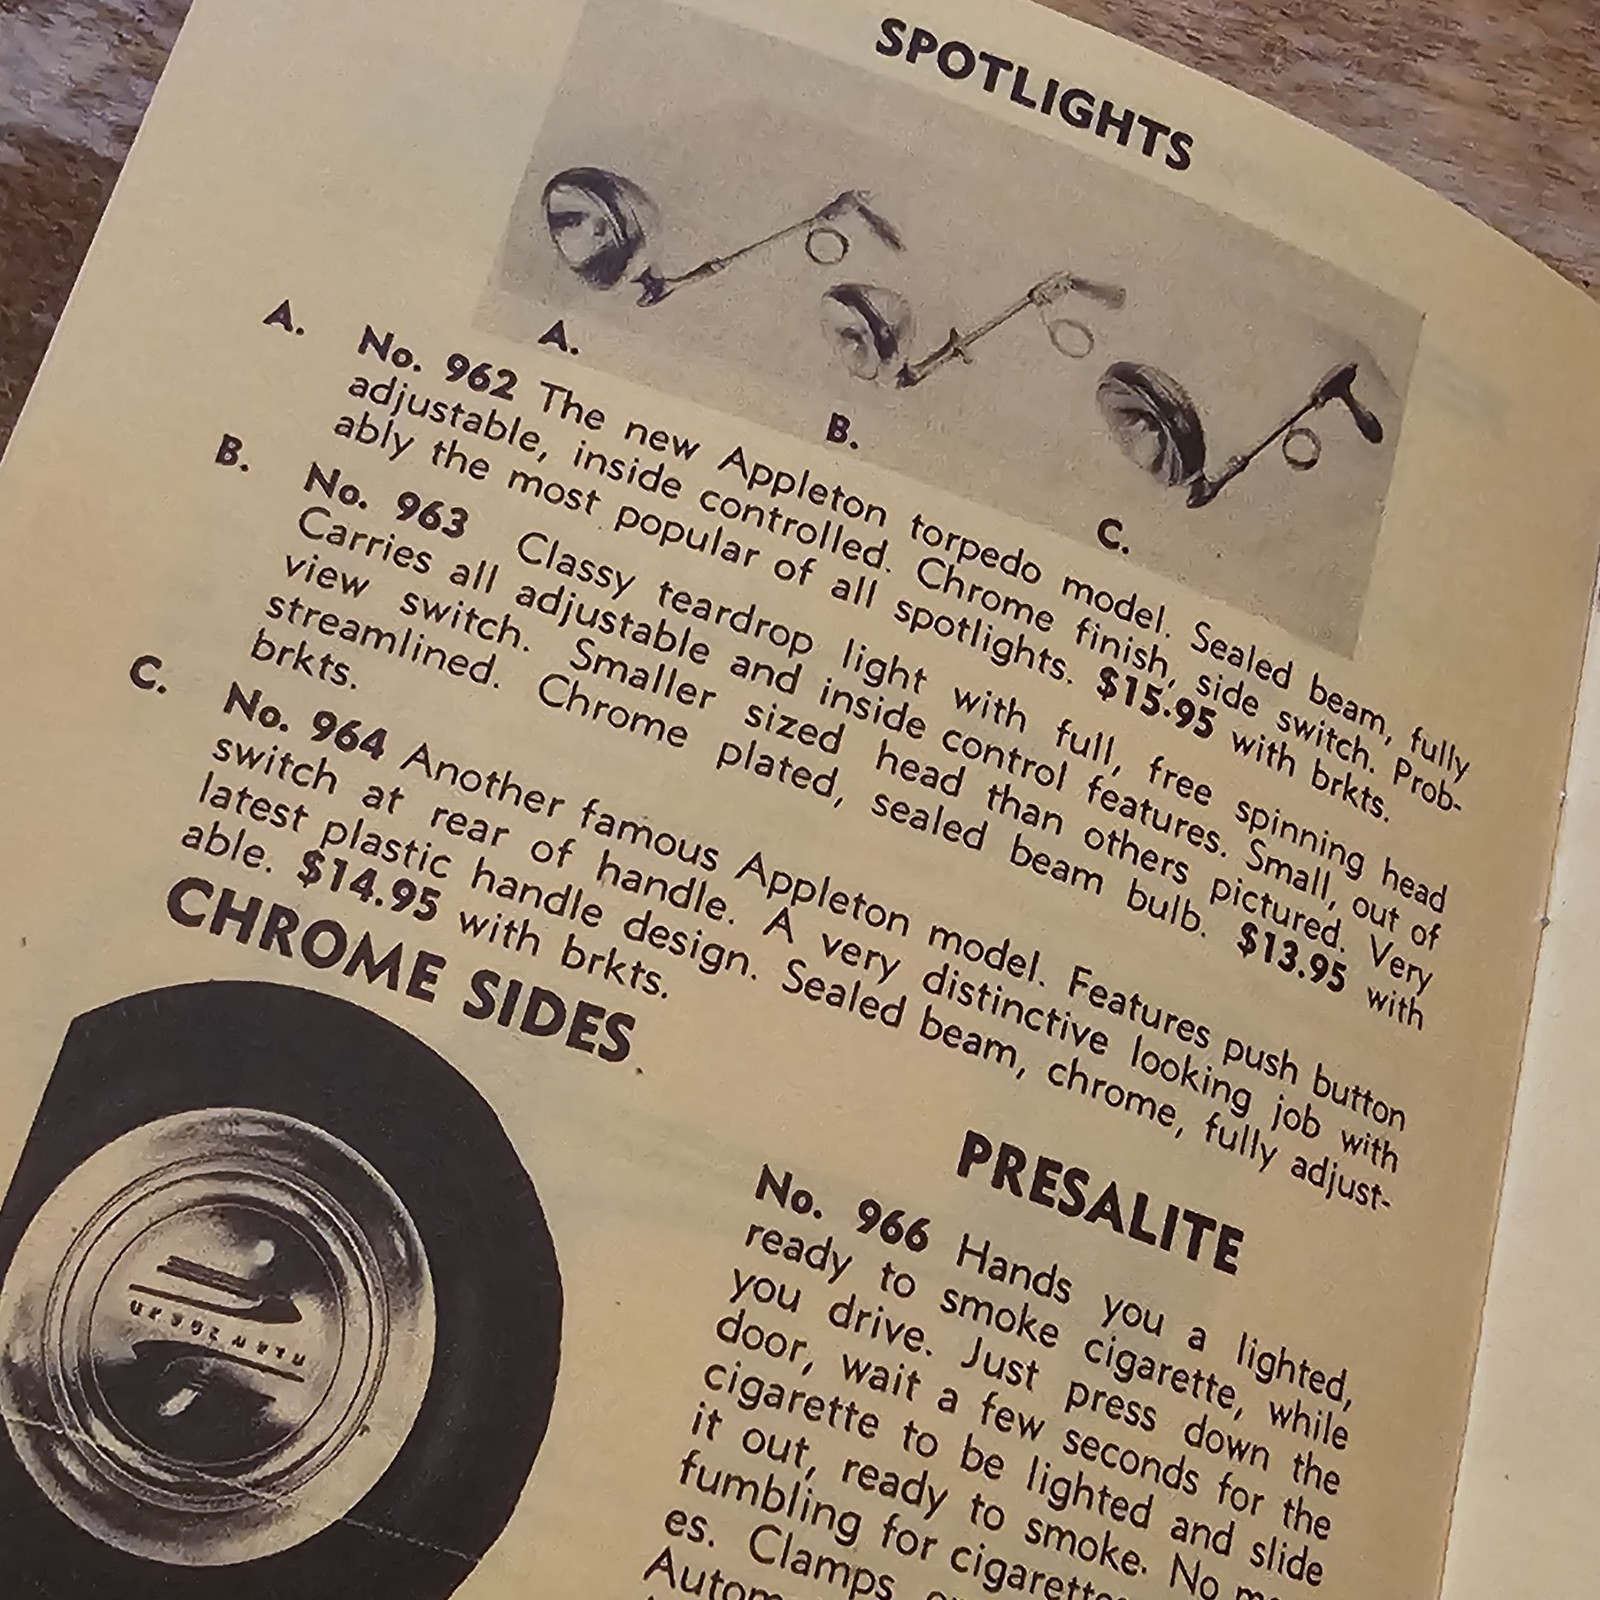 SPOTLIGHTS
A.
B.
C.
A. No. 962 The new Appleton torpedo model. Sealed beam, fully
adjustable, inside controlled. Chrome finish, side switch. Prob-
ably the most popular of all spotlights. $15.95 with brkts.
B. No. 963 Classy teardrop light with full, free spinning head
Carries all adjustable and inside control features. Small, out of
view switch. Smaller sized head than others pictured. Very
streamlined. Chrome plated, sealed beam bulb. $13.95 with
brkts.
C. No. 964 Another famous Appleton model. Features push button
switch at rear of handle. A very distinctive looking job with
latest plastic handle design. Sealed beam, chrome, fully adjust-
able. $14.95 with brkts.
CHROME SIDES
PRESALITE
No. 966 Hands you a lighted,
ready to smoke cigarette, while
you drive. Just press down the
door, wait a few seconds for the
cigarette to be lighted and slide
it out, ready to smoke. No
fumbling for
es. Clamps